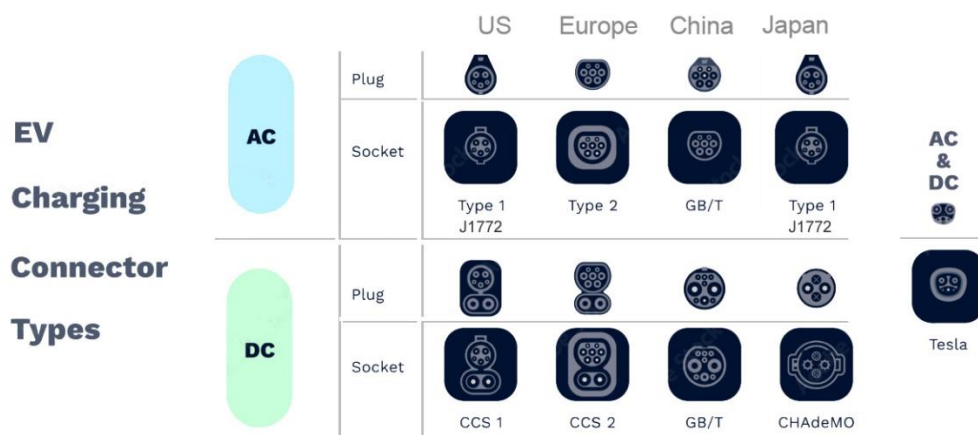 US Europe China Japan
EV
Charging
Connector
Types
AC
Plug
Socket
Type 1
J1772
Type 2
GB/T
Type 1
J1772
DC
Plug
Socket
CCS 1
CCS 2
GB/T
CHAdeMO
AC
&
DC
Tesla